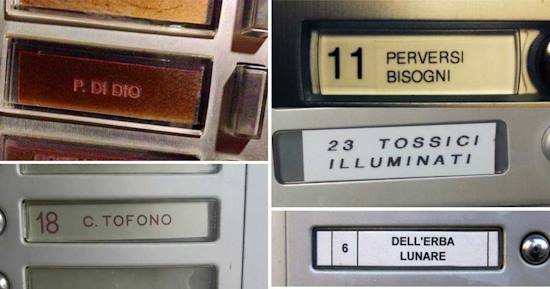 P. DI DIO
18 C. TOFONO
11 PERVERSI
BISOGNI
23 TOSSICI
ILLUMINATI
6 DELL'ERBA
LUNARE